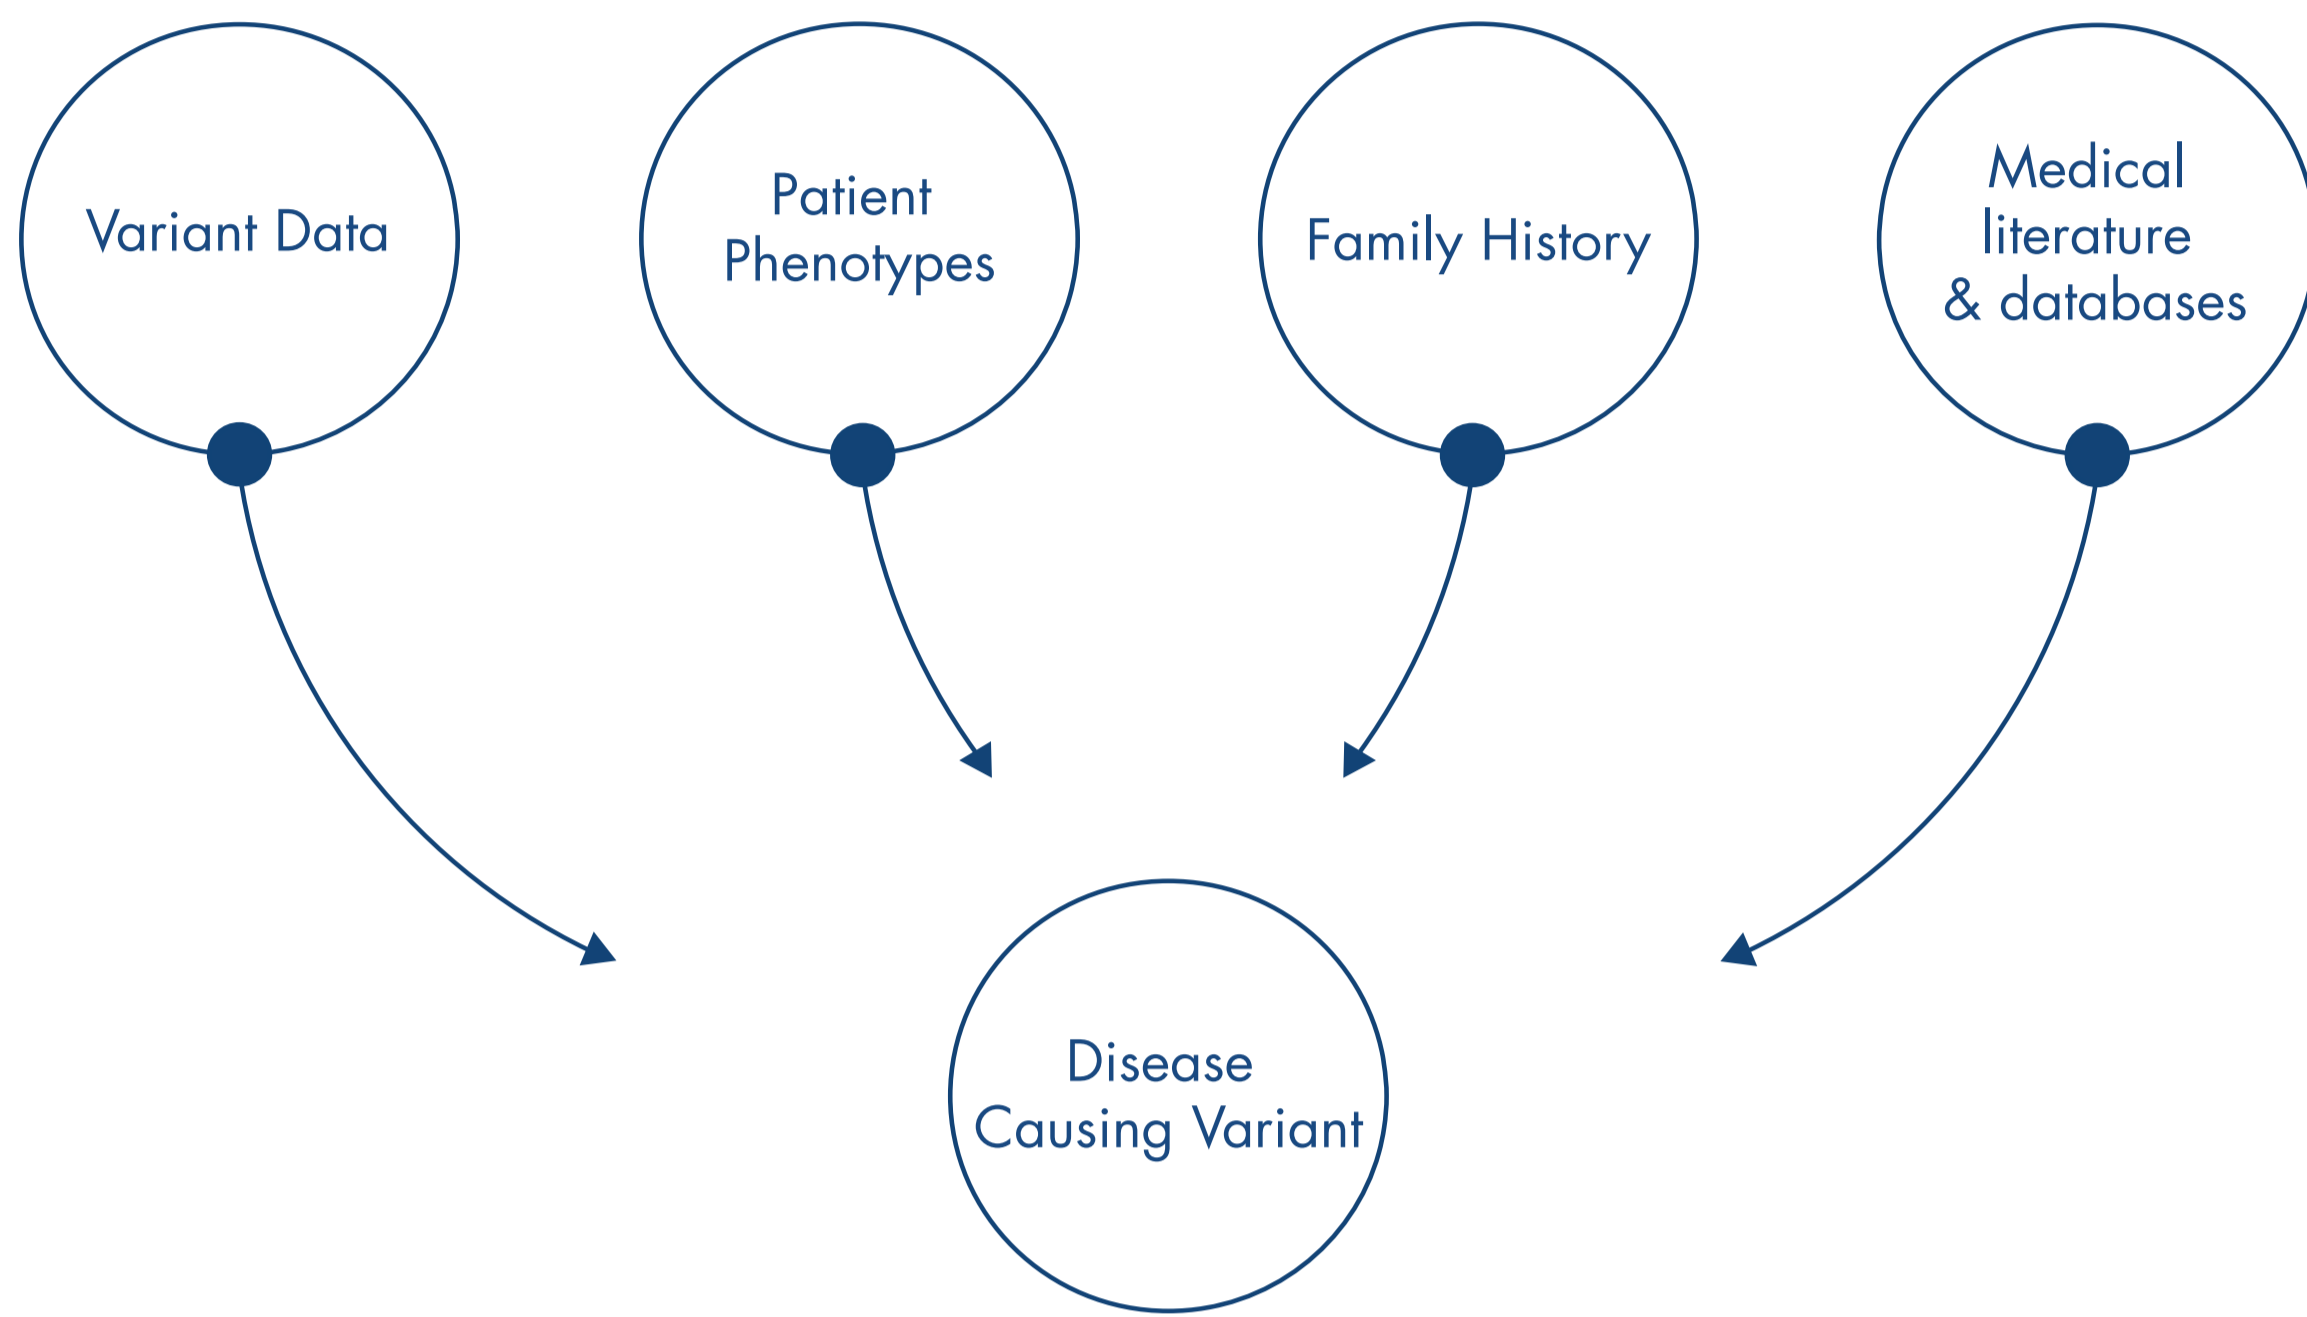 Variant Data
Patient
Phenotypes
Family History
Medical
literature
& databases
Disease
Causing Variant